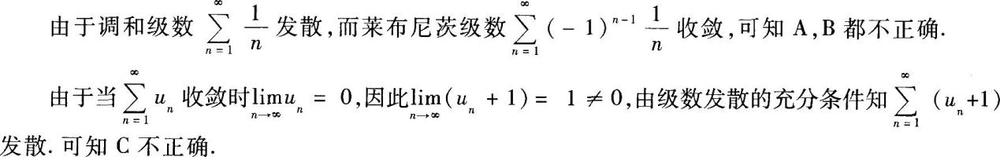 由于调和级数 $\sum_{n=1}^{\infty} \frac{1}{n}$ 发散,而莱布尼茨级数 $\sum_{n=1}^{\infty} (-1)^{n-1} \frac{1}{n}$ 收敛,可知 A,B 都不正确.
由于当 $\sum_{n=1}^{\infty} u_n$ 收敛时 $\lim_{n\to\infty} u_n = 0$,因此 $\lim_{n\to\infty} (u_n + 1) = 1 \neq 0$,由级数发散的充分条件知 $\sum_{n=1}^{\infty} (u_n+1)$
发散. 可知 C 不正确.